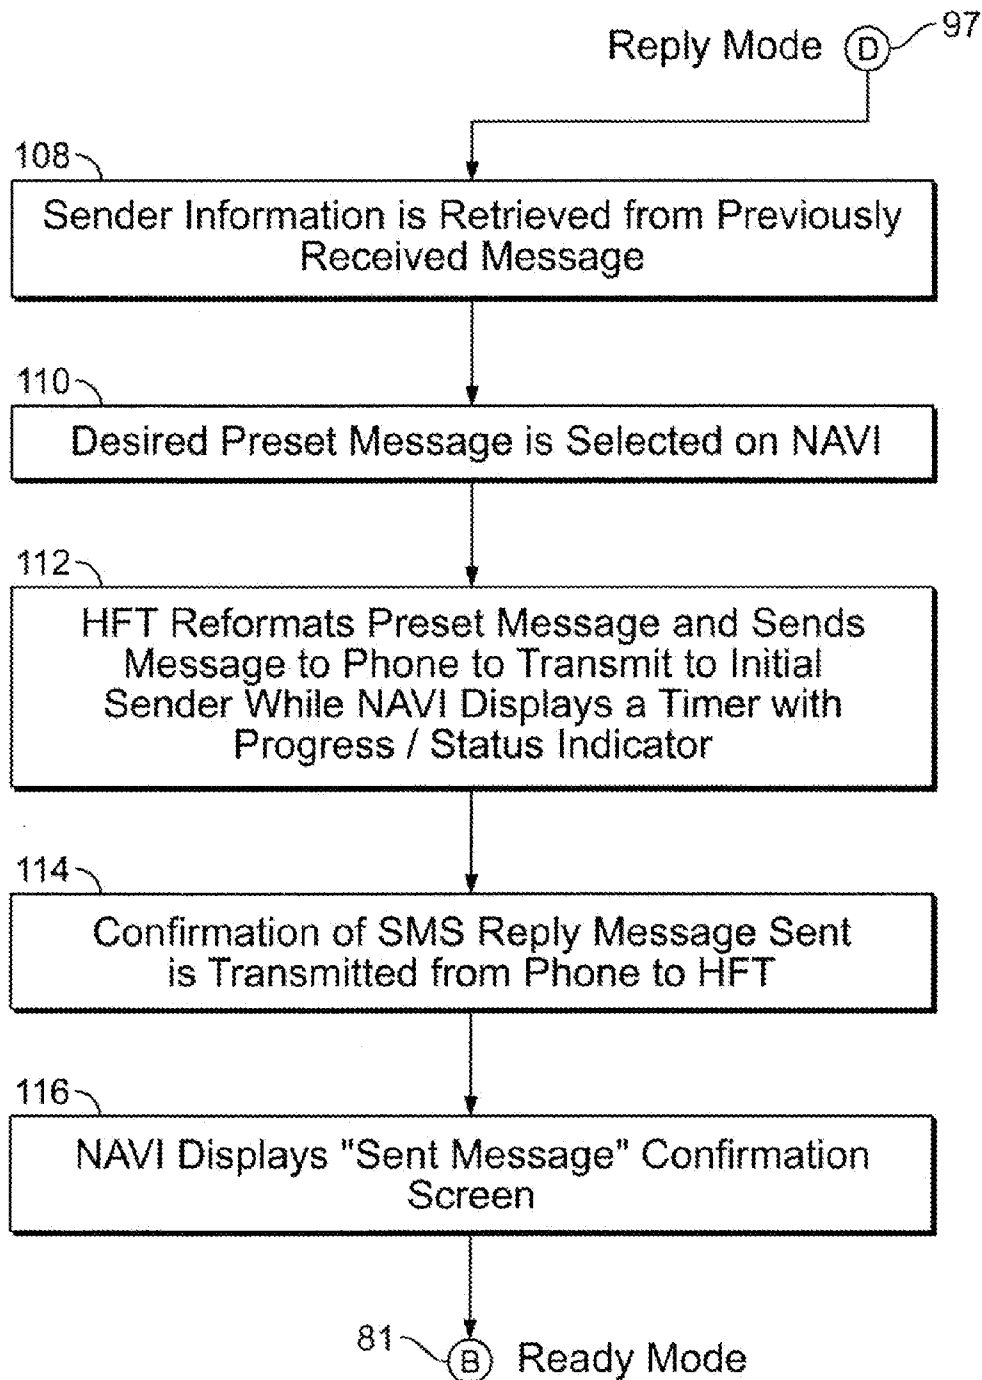 Reply Mode D 97
108
Sender Information is Retrieved from Previously
Received Message
110
Desired Preset Message is Selected on NAVI
112
HFT Reformats Preset Message and Sends
Message to Phone to Transmit to Initial
Sender While NAVI Displays a Timer with
Progress / Status Indicator
114
Confirmation of SMS Reply Message Sent
is Transmitted from Phone to HFT
116
NAVI Displays "Sent Message" Confirmation
Screen
81 B Ready Mode